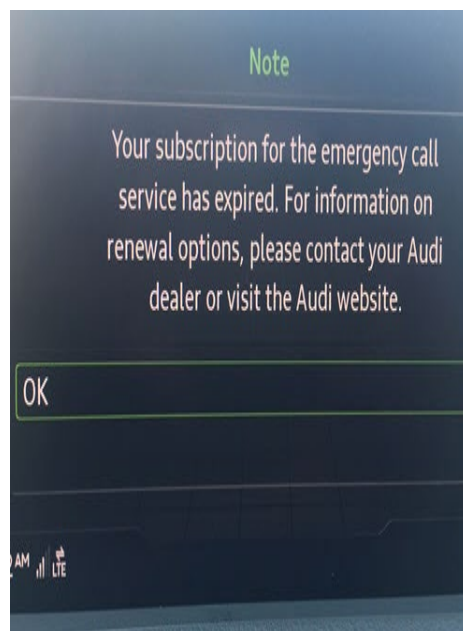 Note
Your subscription for the emergency call
service has expired. For information on
renewal options, please contact your Audi
dealer or visit the Audi website.
OK
AM
LTE